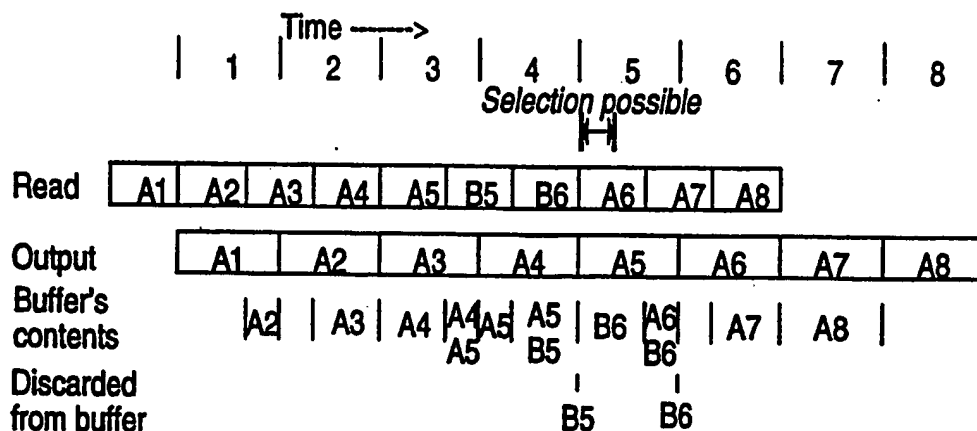 Time ------>
1 2 3 4 5 6 7 8
Selection possible
Read A1 A2 A3 A4 A5 B5 B6 A6 A7 A8
Output A1 A2 A3 A4 A5 A6 A7 A8
Buffer's contents A2 A3 A4 A4 A5 A5 A5 B5 B6 A6 B6 A7 A8
Discarded from buffer B5 B6